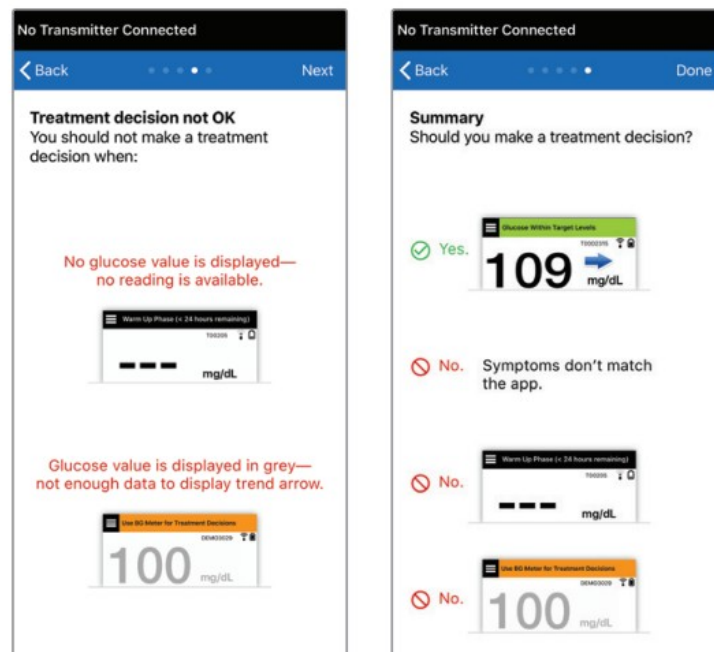 No Transmitter Connected
Back
Next
Treatment decision not OK
You should not make a treatment
decision when:
No glucose value is displayed—
no reading is available.
Warm Up Phase (< 24 hours remaining)
T00205
mg/dL
Glucose value is displayed in grey—
not enough data to display trend arrow.
Use BG Meter for Treatment Decisions
DEMO3029
100
mg/dL
No Transmitter Connected
Back
Done
Summary
Should you make a treatment decision?
Yes.
Glucose Within Target Levels
T0002315
109
mg/dL
No.
Symptoms don't match
the app.
No.
Warm Up Phase (< 24 hours remaining)
T00205
mg/dL
No.
Use BG Meter for Treatment Decisions
DEMO3029
100
mg/dL